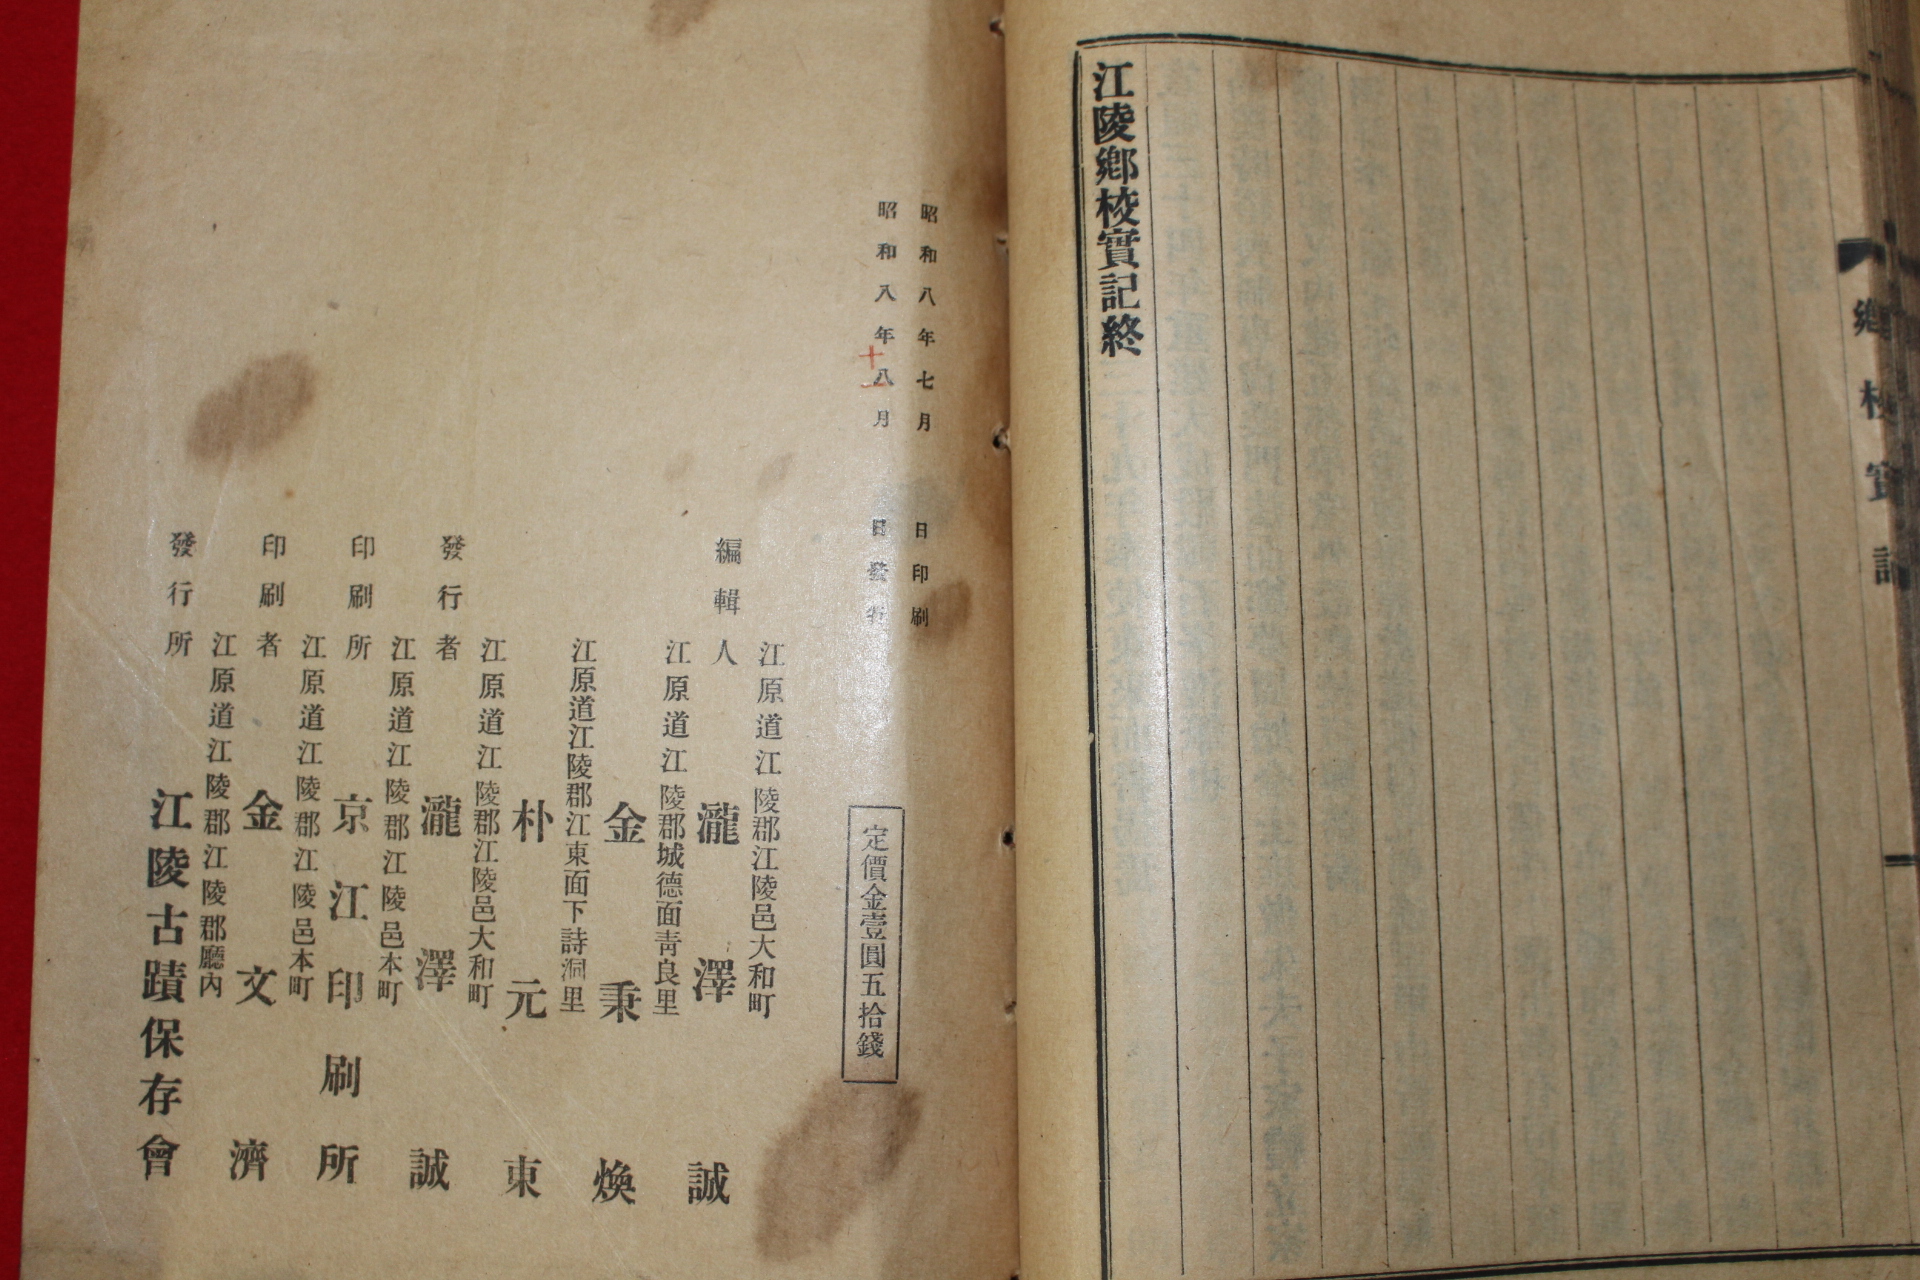 江陵鄕校實記終
鄕校實記
昭和八年七月 日印刷
昭和八年八月 日發行
十一
定價金壹圓五拾錢
江原道江陵郡江陵邑大和町
編輯人 瀧澤誠
江原道江陵郡城德面靑良里
金秉煥
江原道江陵郡江東面下詩洞里
朴元東
江原道江陵郡江陵邑大和町
發行者 瀧澤誠
江原道江陵郡江陵邑本町
印刷所 京江印刷所
江原道江陵郡江陵邑本町
印刷者 金文濟
江原道江陵郡江陵郡廳內
發行所 江陵古蹟保存會